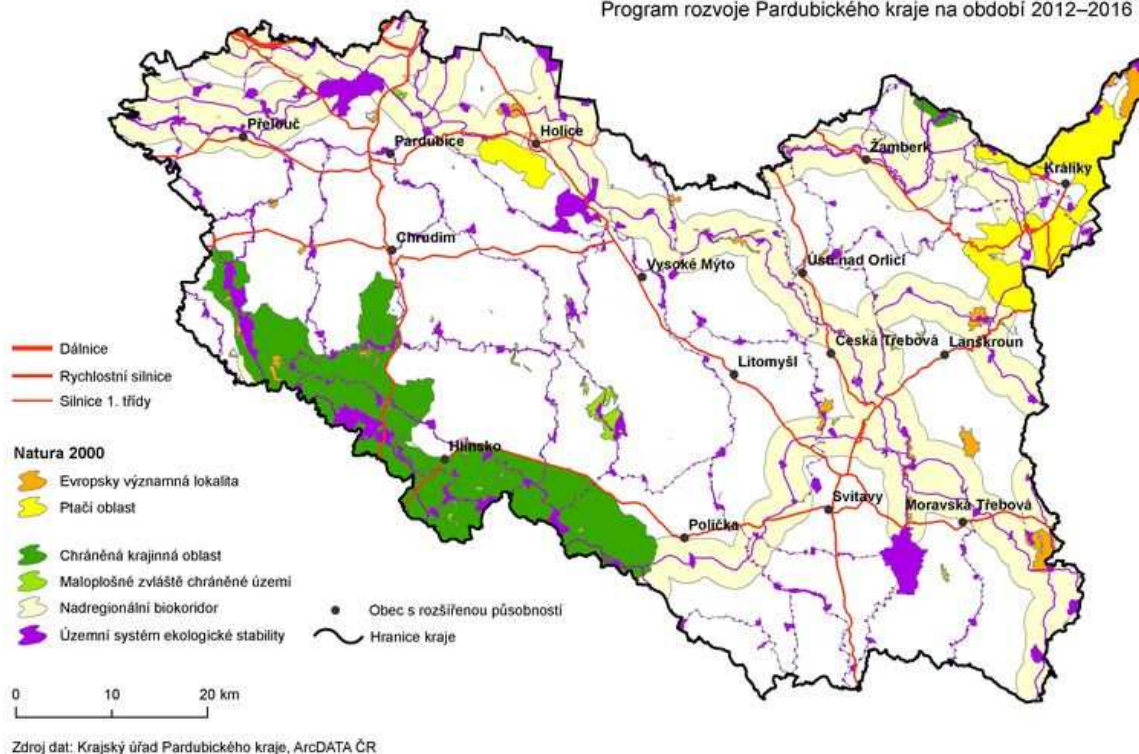 Program rozvoje Pardubického kraje na období 2012–2016
Přelouč
Pardubice
Holice
Žamberk
Králíky
Chrudim
Vysoké Mýto
Ústí nad Orlicí
Česká Třebová
Lanškroun
Litomyšl
Hlinsko
Svitavy
Moravská Třebová
Polička
Dálnice
Rychlostní silnice
Silnice 1. třídy
Natura 2000
Evropsky významná lokalita
Ptačí oblast
Chráněná krajinná oblast
Maloplošné zvláště chráněné území
Nadregionální biokoridor
Územní systém ekologické stability
Obec s rozšířenou působností
Hranice kraje
0 10 20 km
Zdroj dat: Krajský úřad Pardubického kraje, ArcDATA ČR